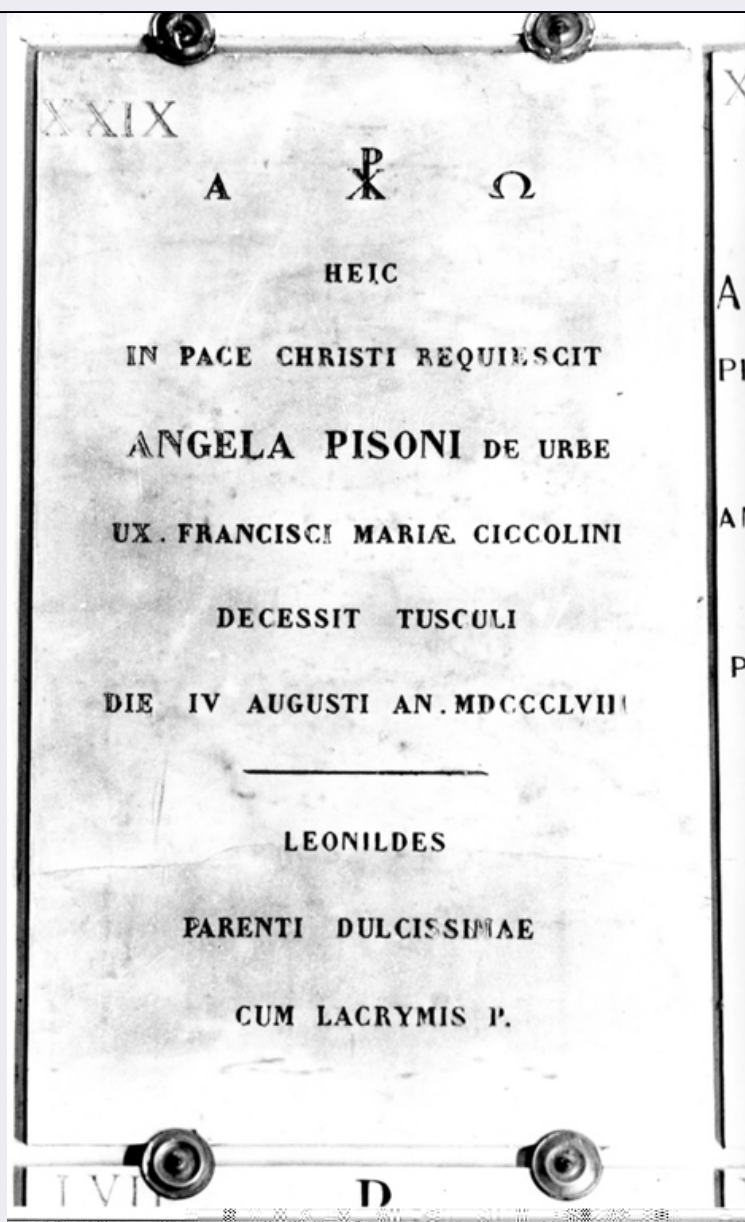 XXIX
A ☧ Ω
HEIC
IN PACE CHRISTI REQUIESCIT
ANGELA PISONI DE URBE
UX. FRANCISCI MARIÆ CICCOLINI
DECESSIT TUSCULI
DIE IV AUGUSTI AN. MDCCCLVIII
LEONILDES
PARENTI DULCISSIMAE
CUM LACRYMIS P.
LVII
D